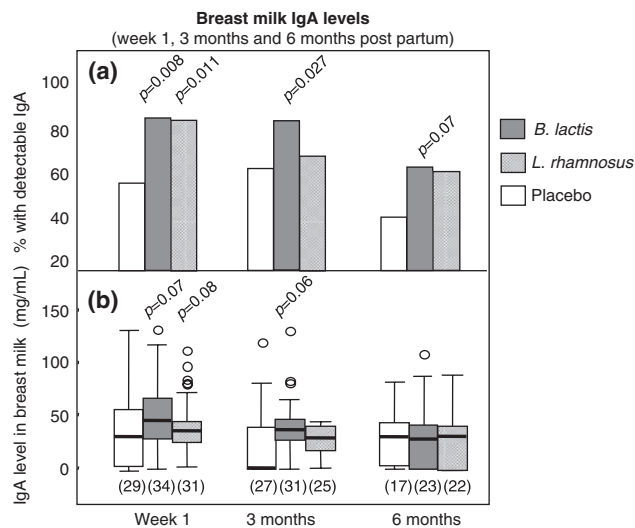 Breast milk IgA levels
(week 1, 3 months and 6 months post partum)
(a)
p=0.008
p=0.011
p=0.027
p=0.07
% with detectable IgA
100
80
60
40
20
B. lactis
L. rhamnosus
Placebo
(b)
p=0.07
p=0.08
p=0.06
IgA level in breast milk (mg/mL)
150
100
50
0
(29) (34) (31) (27) (31) (25) (17) (23) (22)
Week 1 3 months 6 months